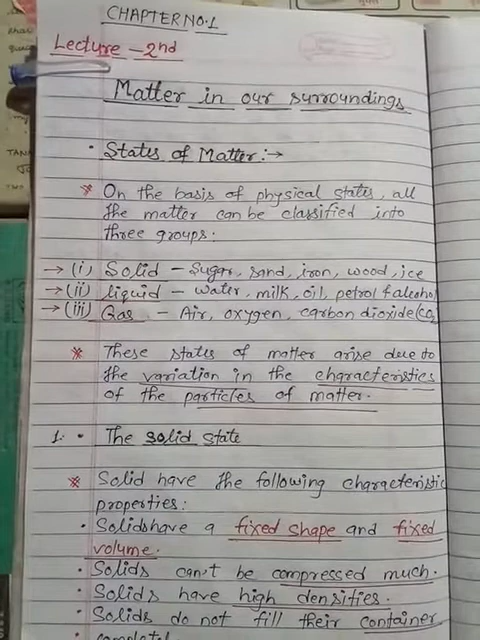 CHAPTER NO.1
Lecture - 2nd
Matter in our surroundings
• States of Matter :→
* On the basis of physical states, all
the matter can be classified into
three groups:
→ (i) Solid - Sugar, sand, iron, wood, ice
→ (ii) liquid - water, milk, oil, petrol & alcohol
→ (iii) Gas - Air, oxygen, carbon dioxide (CO2
* These states of matter arise due to
the variation in the characteristics
of the particles of matter.
1. • The solid state
* Solid have the following characteristic
properties:
• Solids have a fixed shape and fixed
volume.
• Solids can't be compressed much.
• Solids have high densities.
• Solids do not fill their container